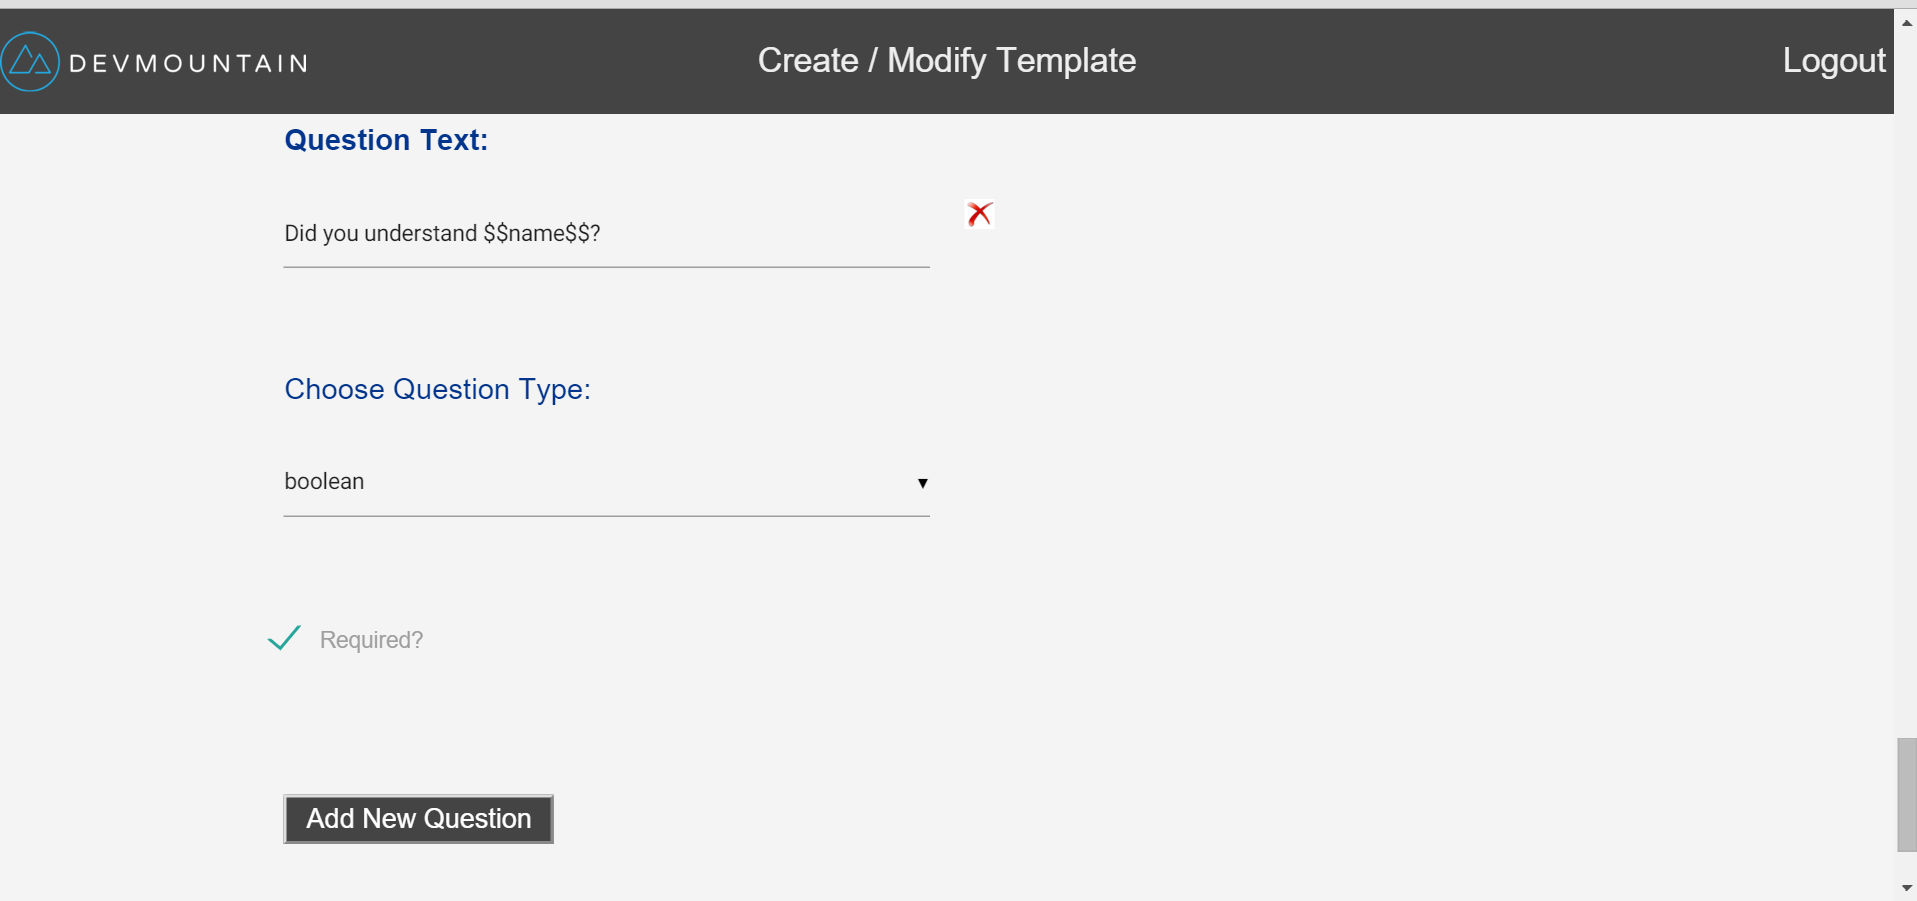 DEVMOUNTAIN
Create / Modify Template
Logout
Question Text:
Did you understand $$name$$?
Choose Question Type:
boolean
Required?
Add New Question